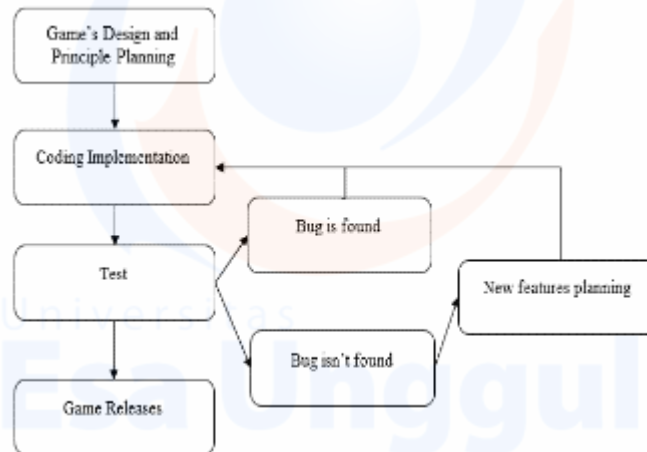 Game's Design and
Principle Planning
Coding Implementation
Bug is found
Test
New features planning
Bug isn't found
Game Releases
Universitas
Esa Unggul